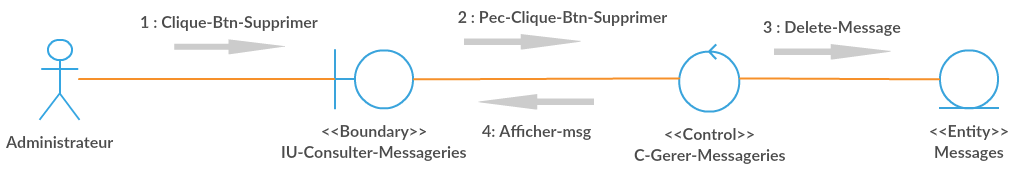 1 : Clique-Btn-Supprimer
2 : Pec-Clique-Btn-Supprimer
3 : Delete-Message
4: Afficher-msg
Administrateur
<<Boundary>>
IU-Consulter-Messageries
<<Control>>
C-Gerer-Messageries
<<Entity>>
Messages